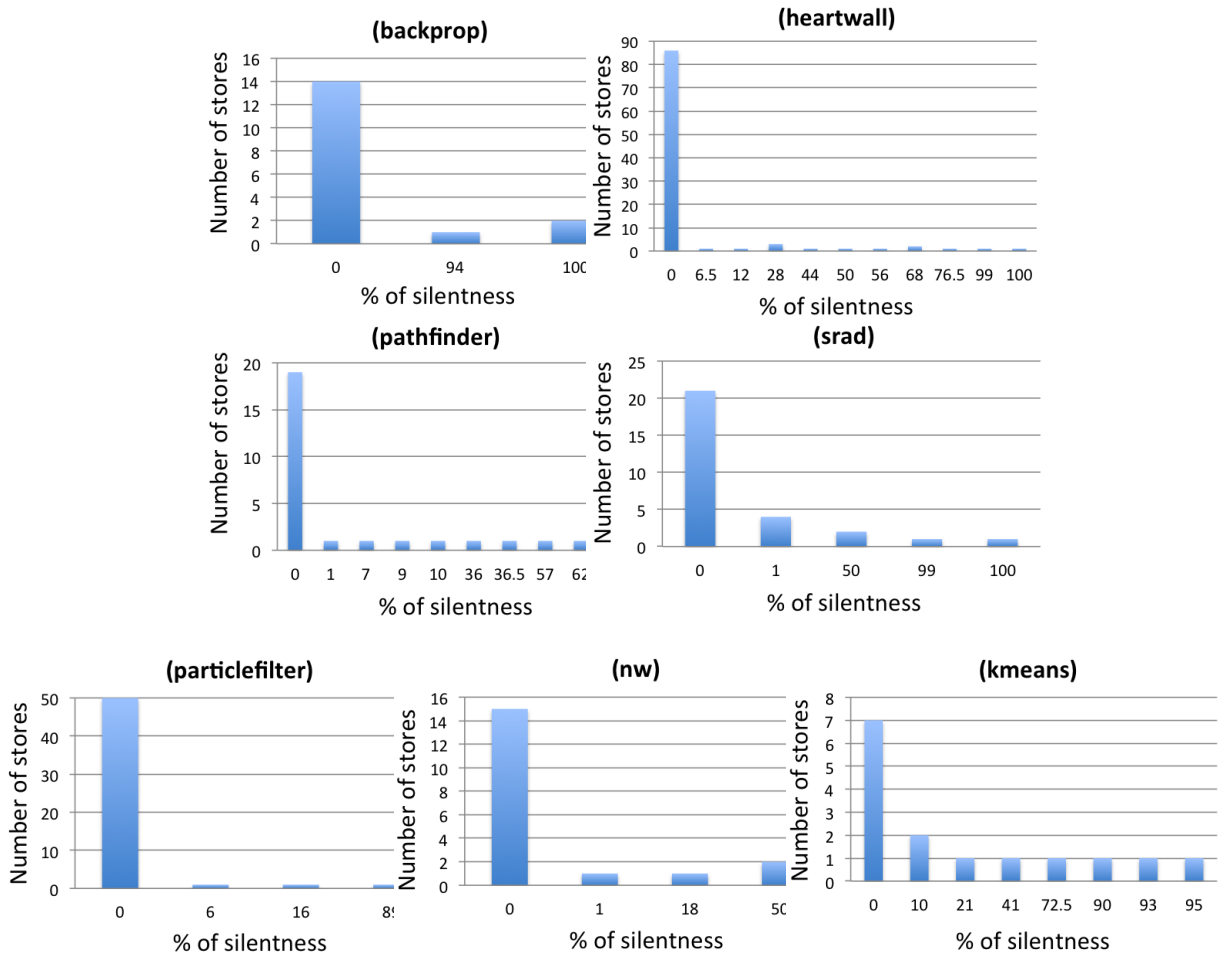 (backprop)
Number of stores
16
14
12
10
8
6
4
2
0
0 94 100
% of silentness
(heartwall)
Number of stores
90
80
70
60
50
40
30
20
10
0
0 6.5 12 28 44 50 56 68 76.5 99 100
% of silentness
(pathfinder)
Number of stores
20
15
10
5
0
0 1 7 9 10 36 36.5 57 62
% of silentness
(srad)
Number of stores
25
20
15
10
5
0
0 1 50 99 100
% of silentness
(particlefilter)
Number of stores
50
40
30
20
10
0
0 6 16
% of silentness
(nw)
Number of stores
16
14
12
10
8
6
4
2
0
0 1 18 50
% of silentness
(kmeans)
Number of stores
8
7
6
5
4
3
2
1
0
0 10 21 41 72.5 90 93 95
% of silentness